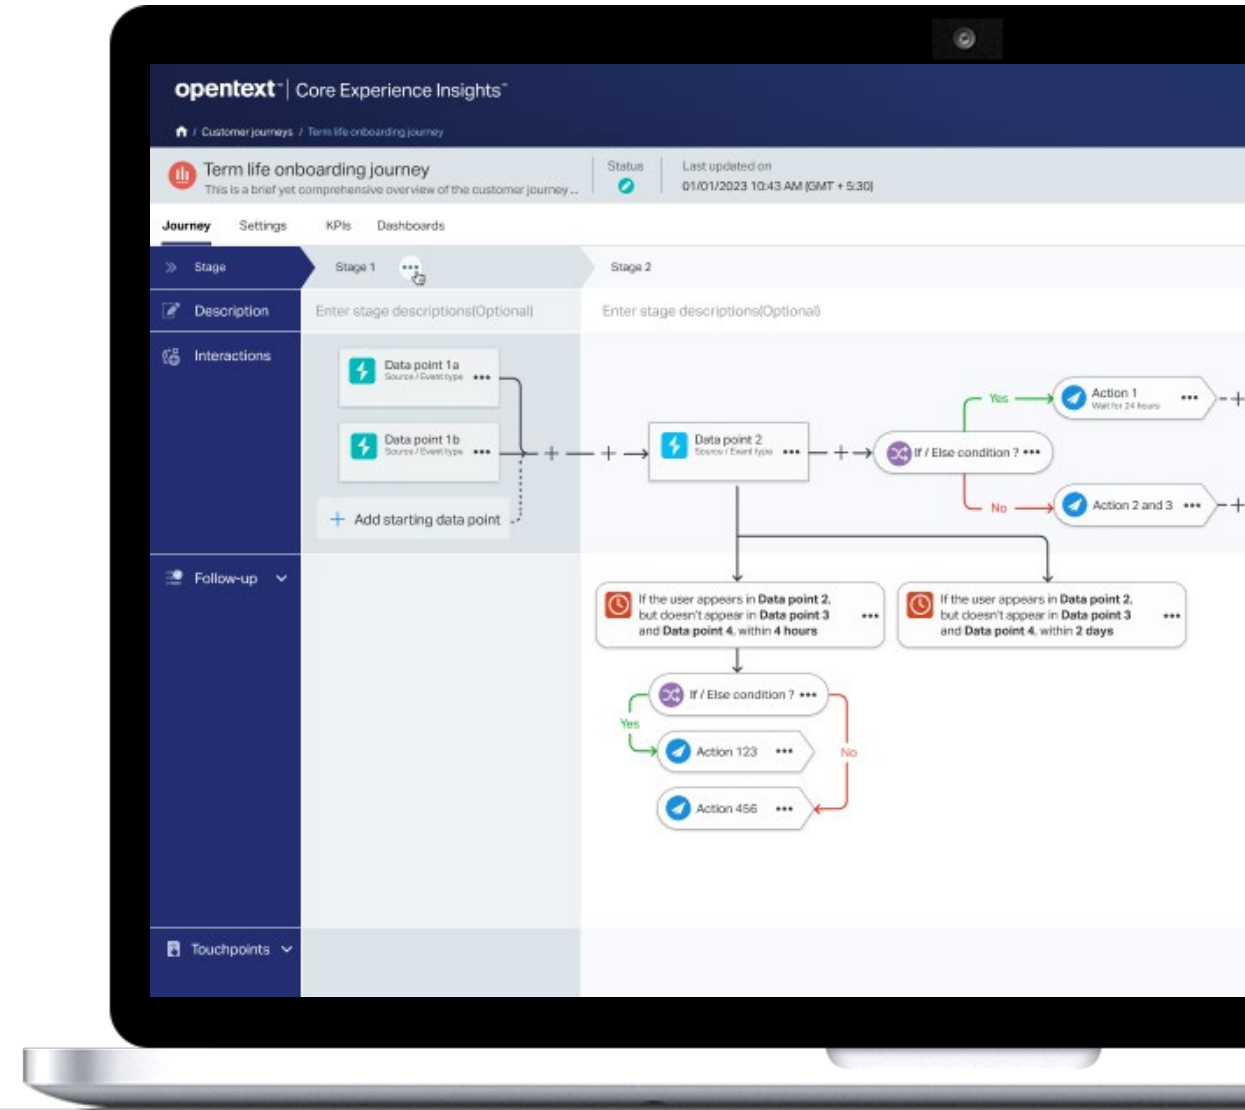 opentext™ | Core Experience Insights™
/ Customer journeys / Term life onboarding journey
Term life onboarding journey
This is a brief yet comprehensive overview of the customer journey ...
Status
Last updated on
01/01/2023 10:43 AM (GMT + 5:30)
Journey
Settings
KPIs
Dashboards
Stage
Stage 1
Stage 2
Description
Enter stage descriptions(Optional)
Enter stage descriptions(Optional)
Interactions
Data point 1a
Source / Event type
Data point 1b
Source / Event type
+ Add starting data point
Data point 2
Source / Event type
If / Else condition ?
Yes
Action 1
Wait for 24 hours
No
Action 2 and 3
Follow-up
If the user appears in Data point 2,
but doesn't appear in Data point 3
and Data point 4, within 4 hours
If the user appears in Data point 2,
but doesn't appear in Data point 3
and Data point 4, within 2 days
If / Else condition ?
Yes
Action 123
No
Action 456
Touchpoints